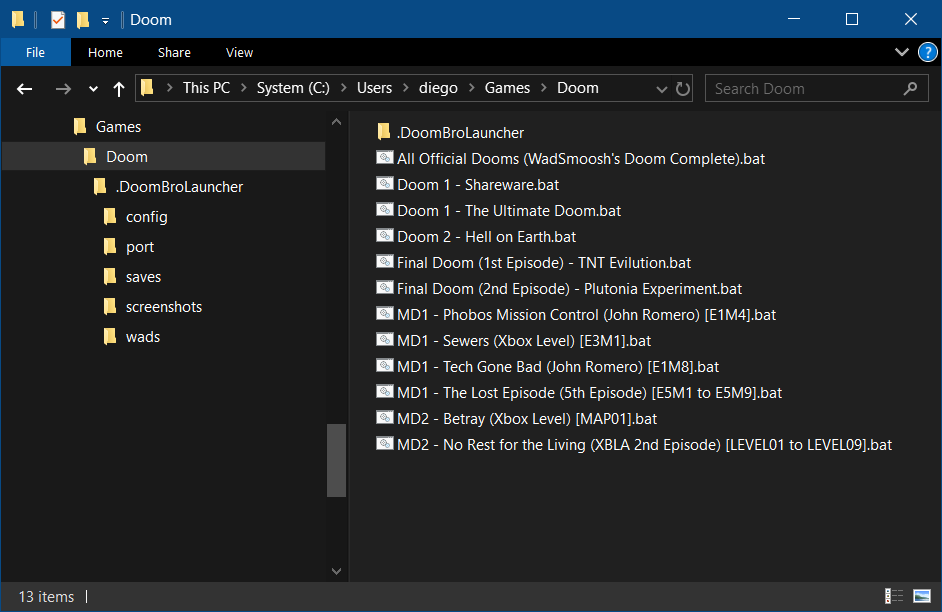 Doom
File Home Share View
This PC > System (C:) > Users > diego > Games > Doom
Search Doom
Games
Doom
.DoomBroLauncher
config
port
saves
screenshots
wads
.DoomBroLauncher
All Official Dooms (WadSmoosh's Doom Complete).bat
Doom 1 - Shareware.bat
Doom 1 - The Ultimate Doom.bat
Doom 2 - Hell on Earth.bat
Final Doom (1st Episode) - TNT Evilution.bat
Final Doom (2nd Episode) - Plutonia Experiment.bat
MD1 - Phobos Mission Control (John Romero) [E1M4].bat
MD1 - Sewers (Xbox Level) [E3M1].bat
MD1 - Tech Gone Bad (John Romero) [E1M8].bat
MD1 - The Lost Episode (5th Episode) [E5M1 to E5M9].bat
MD2 - Betray (Xbox Level) [MAP01].bat
MD2 - No Rest for the Living (XBLA 2nd Episode) [LEVEL01 to LEVEL09].bat
13 items